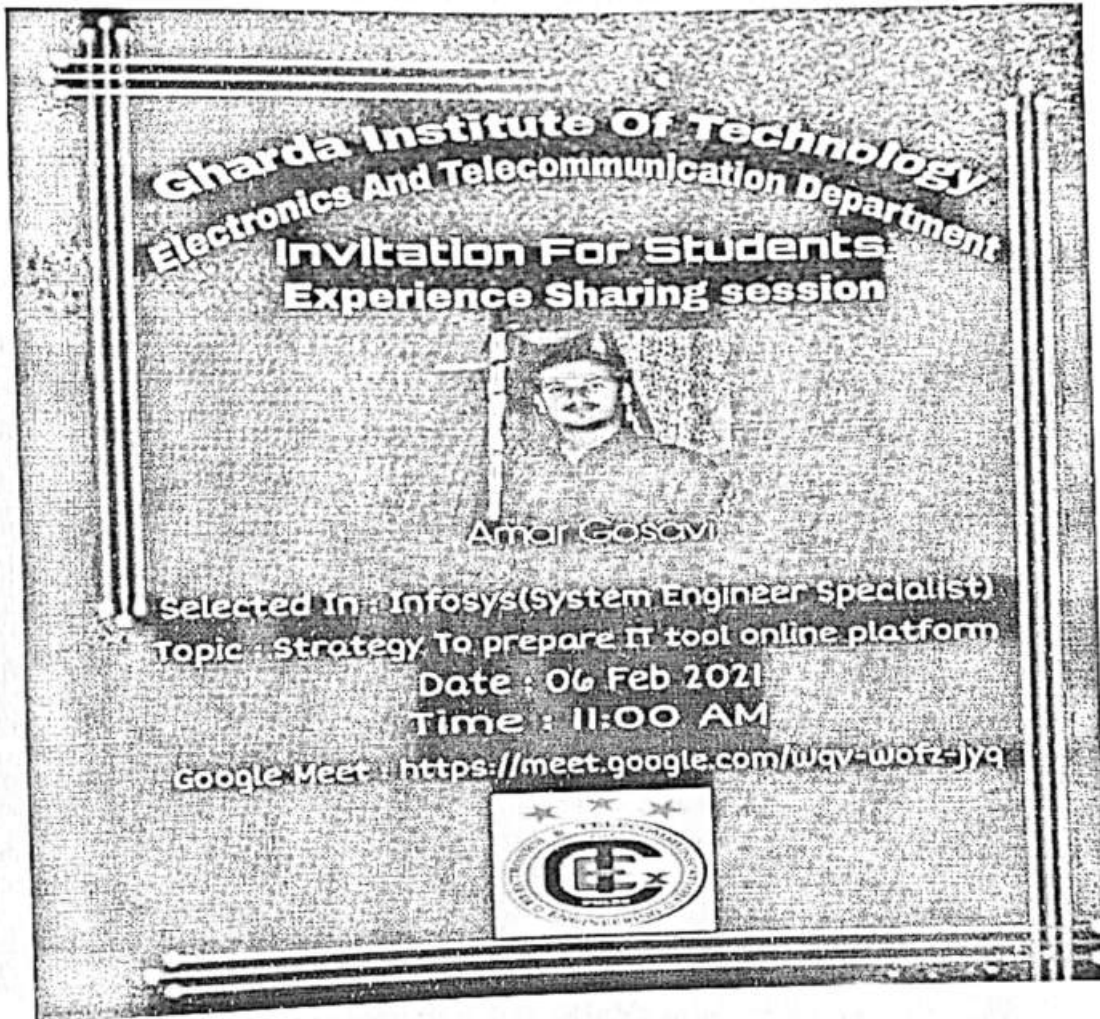 Gharda Institute Of Technology
Electronics And Telecommunication Department
Invitation For Students
Experience Sharing session
Amar Gosavi
Selected In : Infosys(System Engineer Specialist)
Topic : Strategy To prepare IT tool online platform
Date : 06 Feb 2021
Time : 11:00 AM
Google Meet : https://meet.google.com/wqv-wofz-jyq